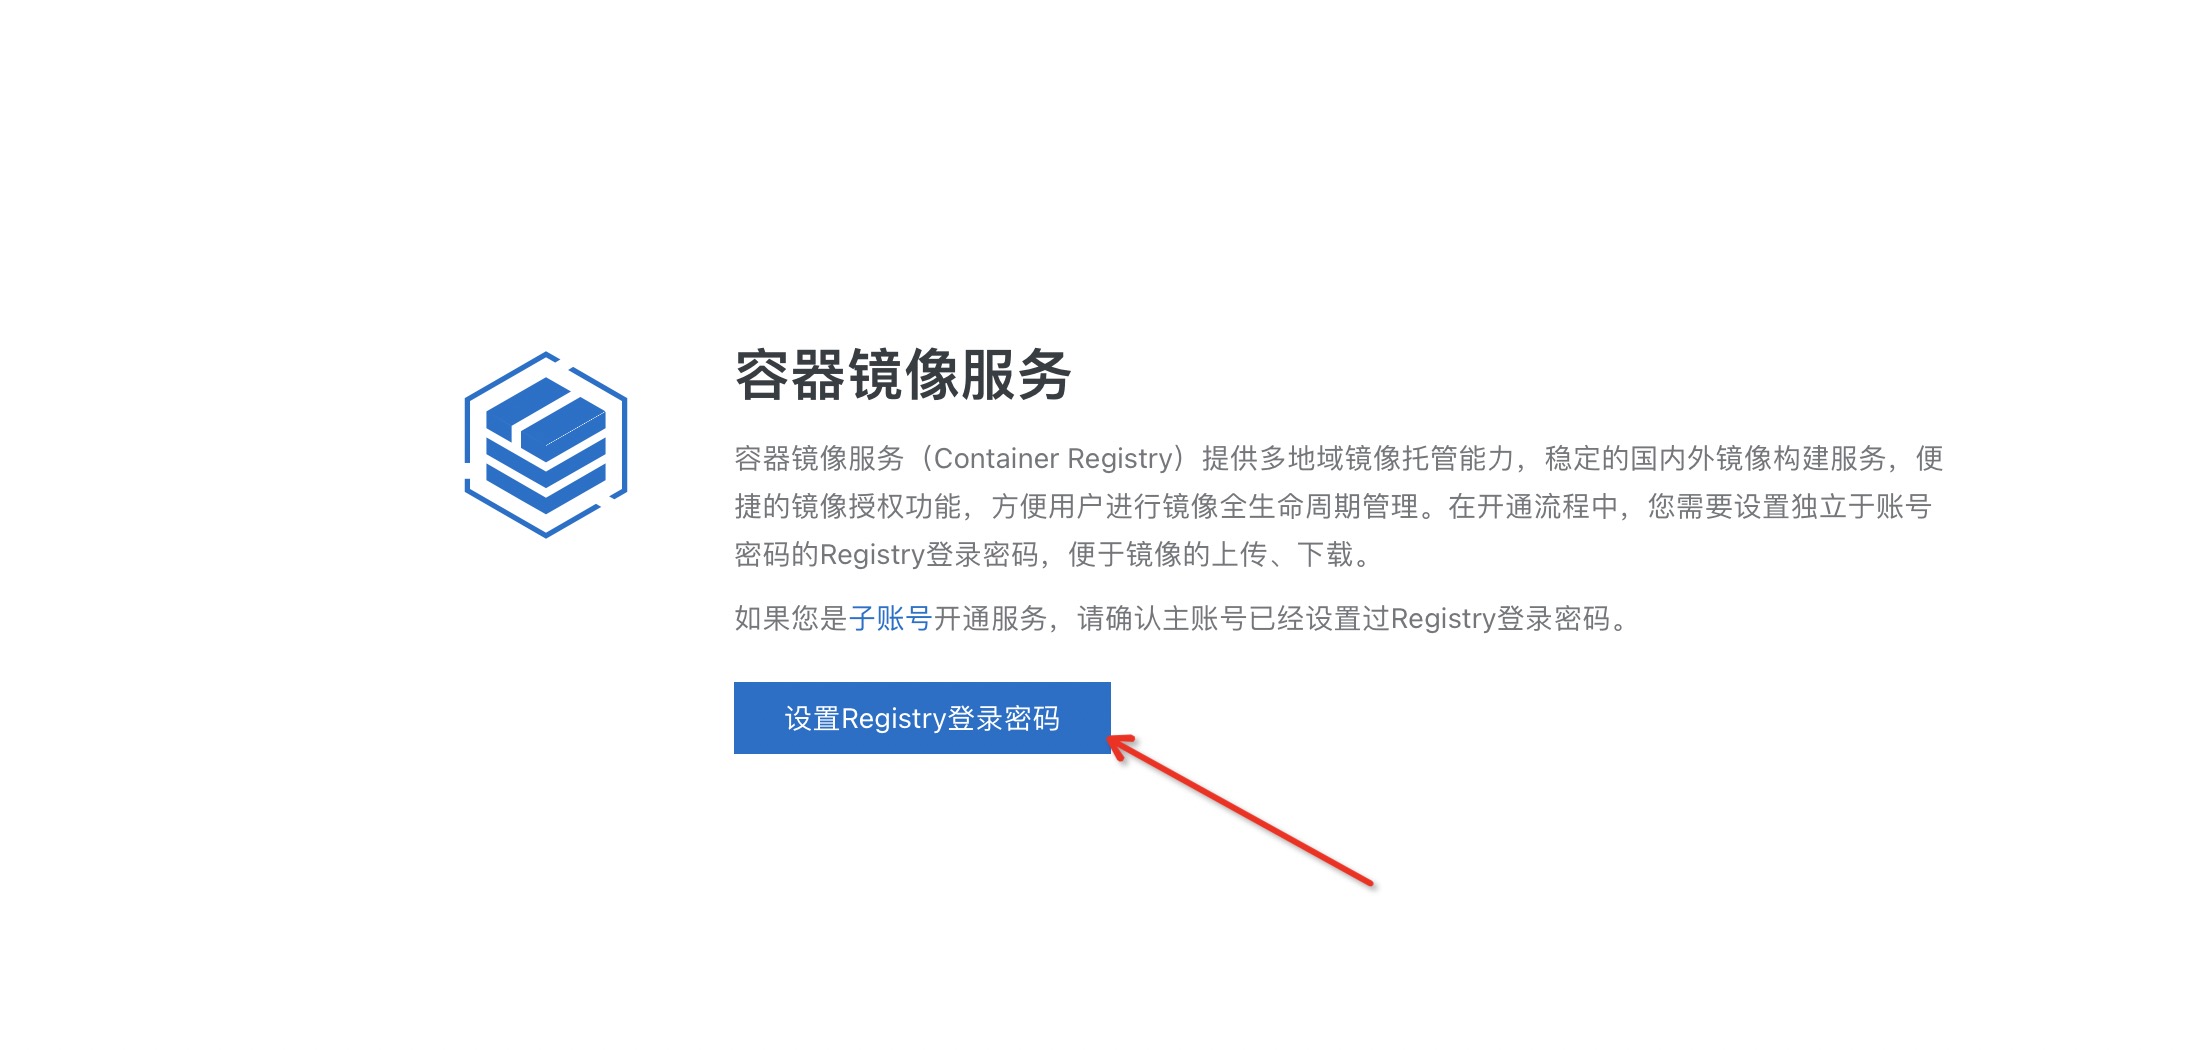 容器镜像服务
容器镜像服务（Container Registry）提供多地域镜像托管能力，稳定的国内外镜像构建服务，便
捷的镜像授权功能，方便用户进行镜像全生命周期管理。在开通流程中，您需要设置独立于账号
密码的Registry登录密码，便于镜像的上传、下载。
如果您是子账号开通服务，请确认主账号已经设置过Registry登录密码。
设置Registry登录密码